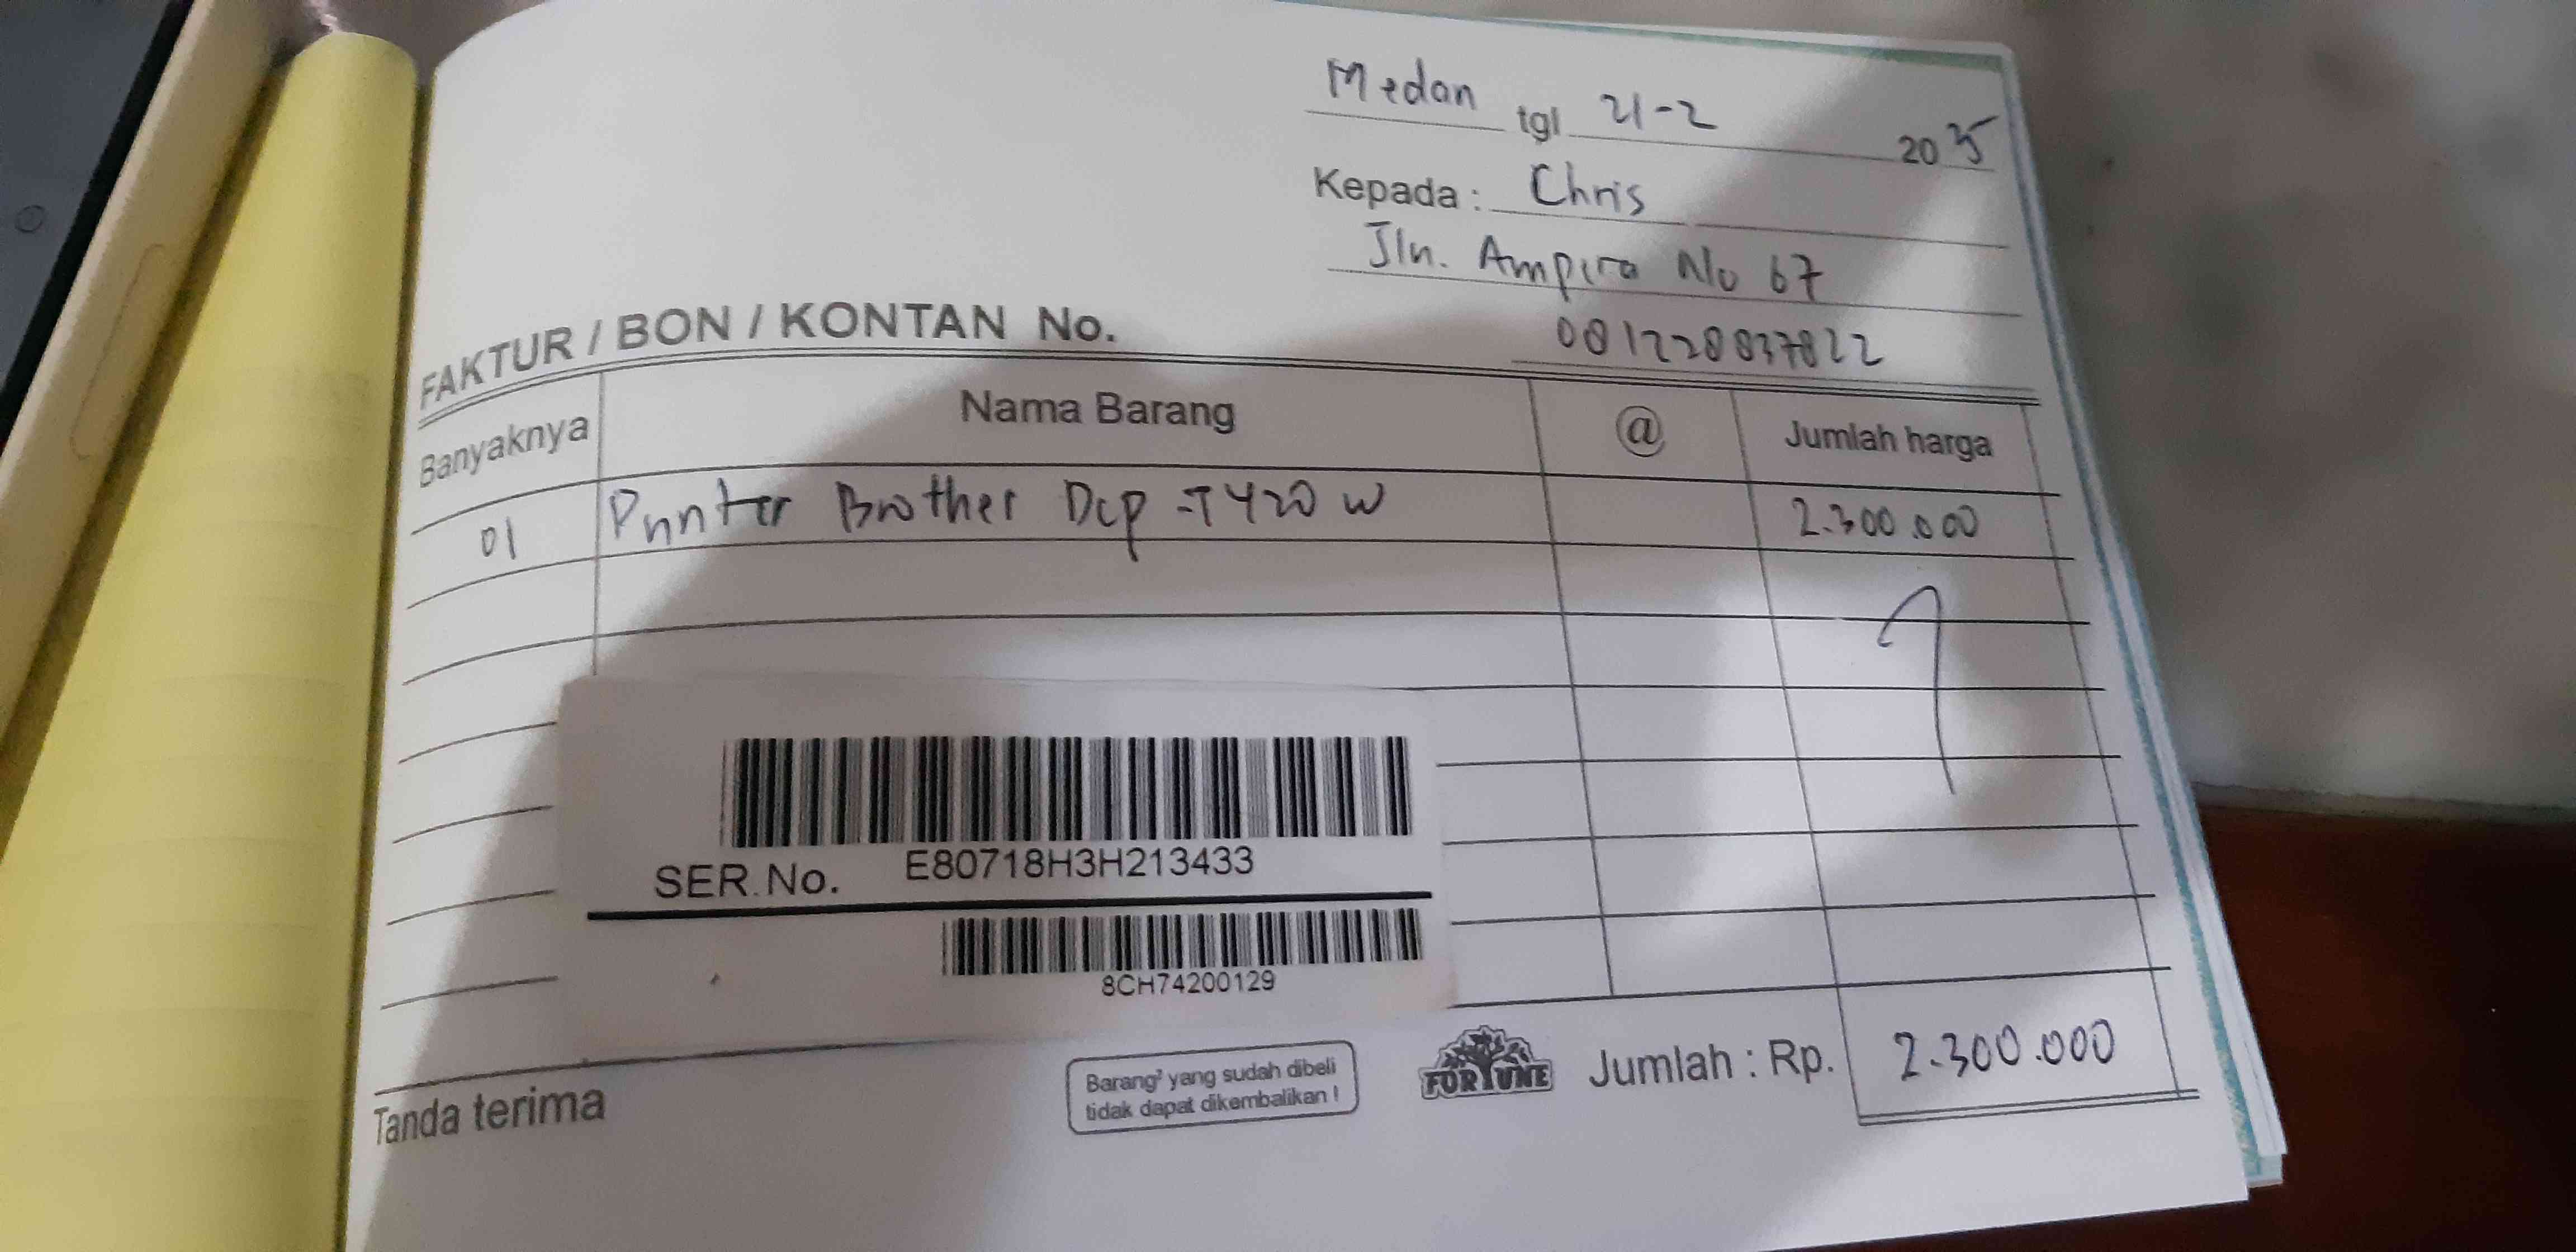 Medan tgl 21-2 2025
Kepada : Chris
Jln. Ampera No 67
081228837822
FAKTUR / BON / KONTAN No.
Banyaknya Nama Barang @ Jumlah harga
01 Printer Brother Dcp -T420 W 2.300.000
SER.No. E80718H3H213433
8CH74200129
Tanda terima
Barang² yang sudah dibeli
tidak dapat dikembalikan !
FORTUNE
Jumlah : Rp. 2.300.000